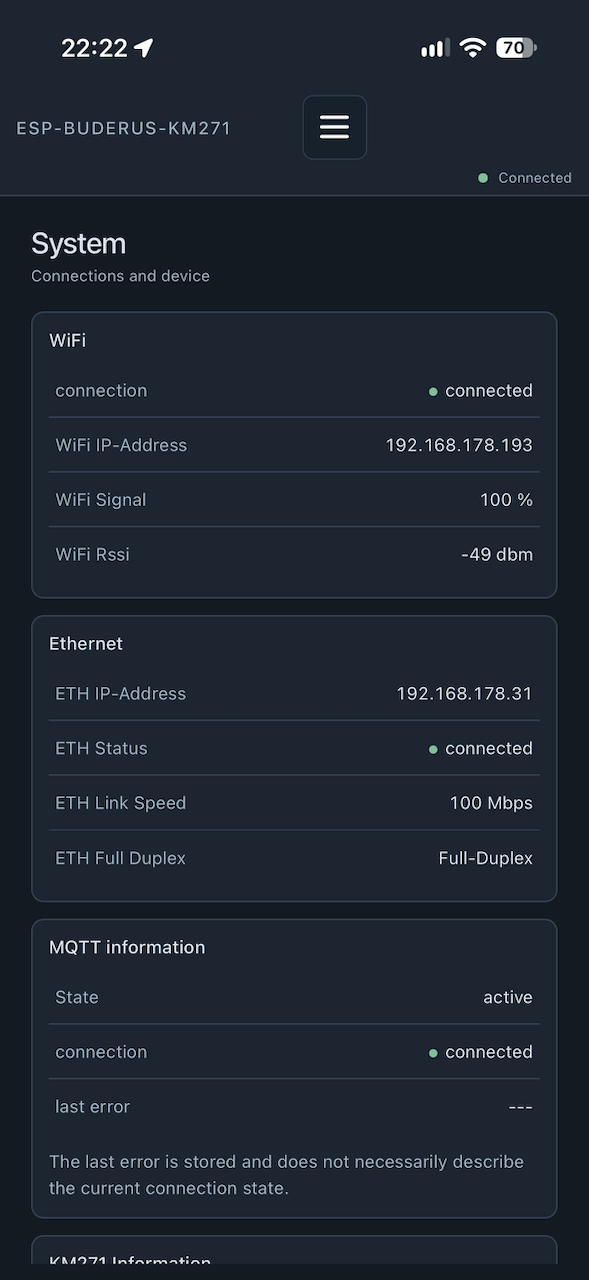 22:22
70
ESP-BUDERUS-KM271
Connected
System
Connections and device
WiFi
connection connected
WiFi IP-Address 192.168.178.193
WiFi Signal 100 %
WiFi Rssi -49 dbm
Ethernet
ETH IP-Address 192.168.178.31
ETH Status connected
ETH Link Speed 100 Mbps
ETH Full Duplex Full-Duplex
MQTT information
State active
connection connected
last error ---
The last error is stored and does not necessarily describe
the current connection state.
KM271 Information